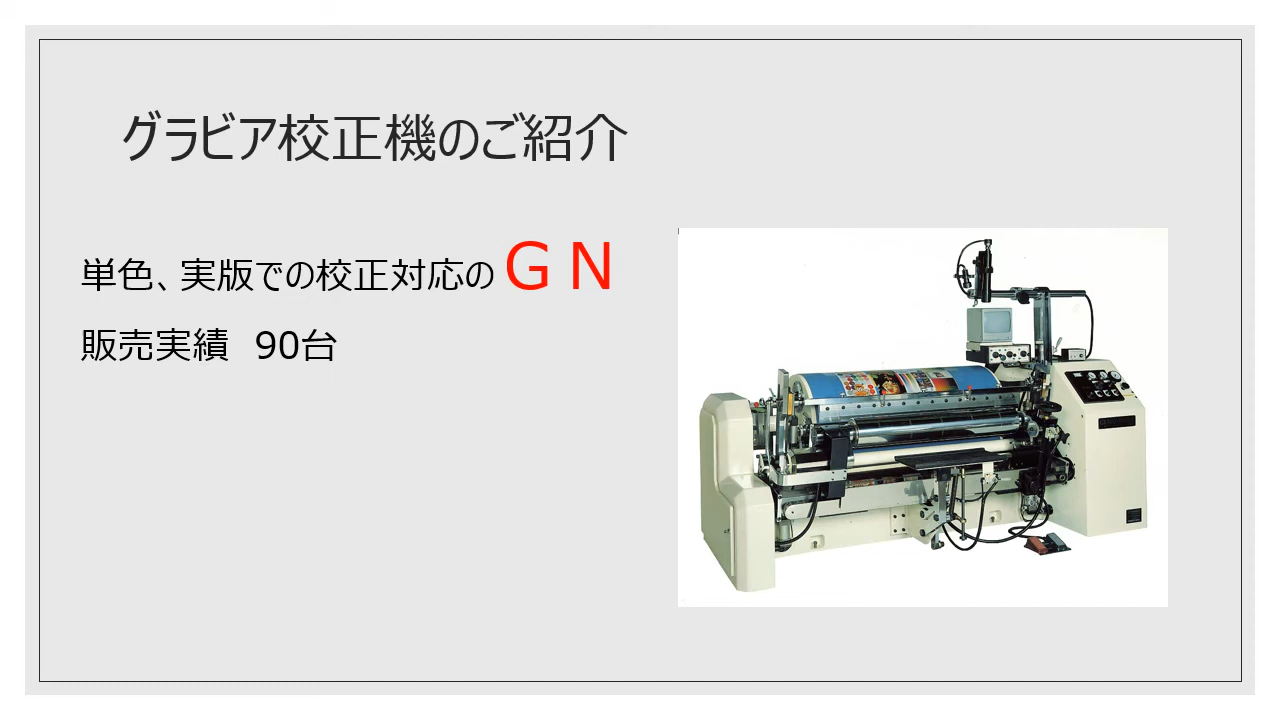 グラビア校正機のご紹介
単色、実版での校正対応のＧＮ
販売実績　90台